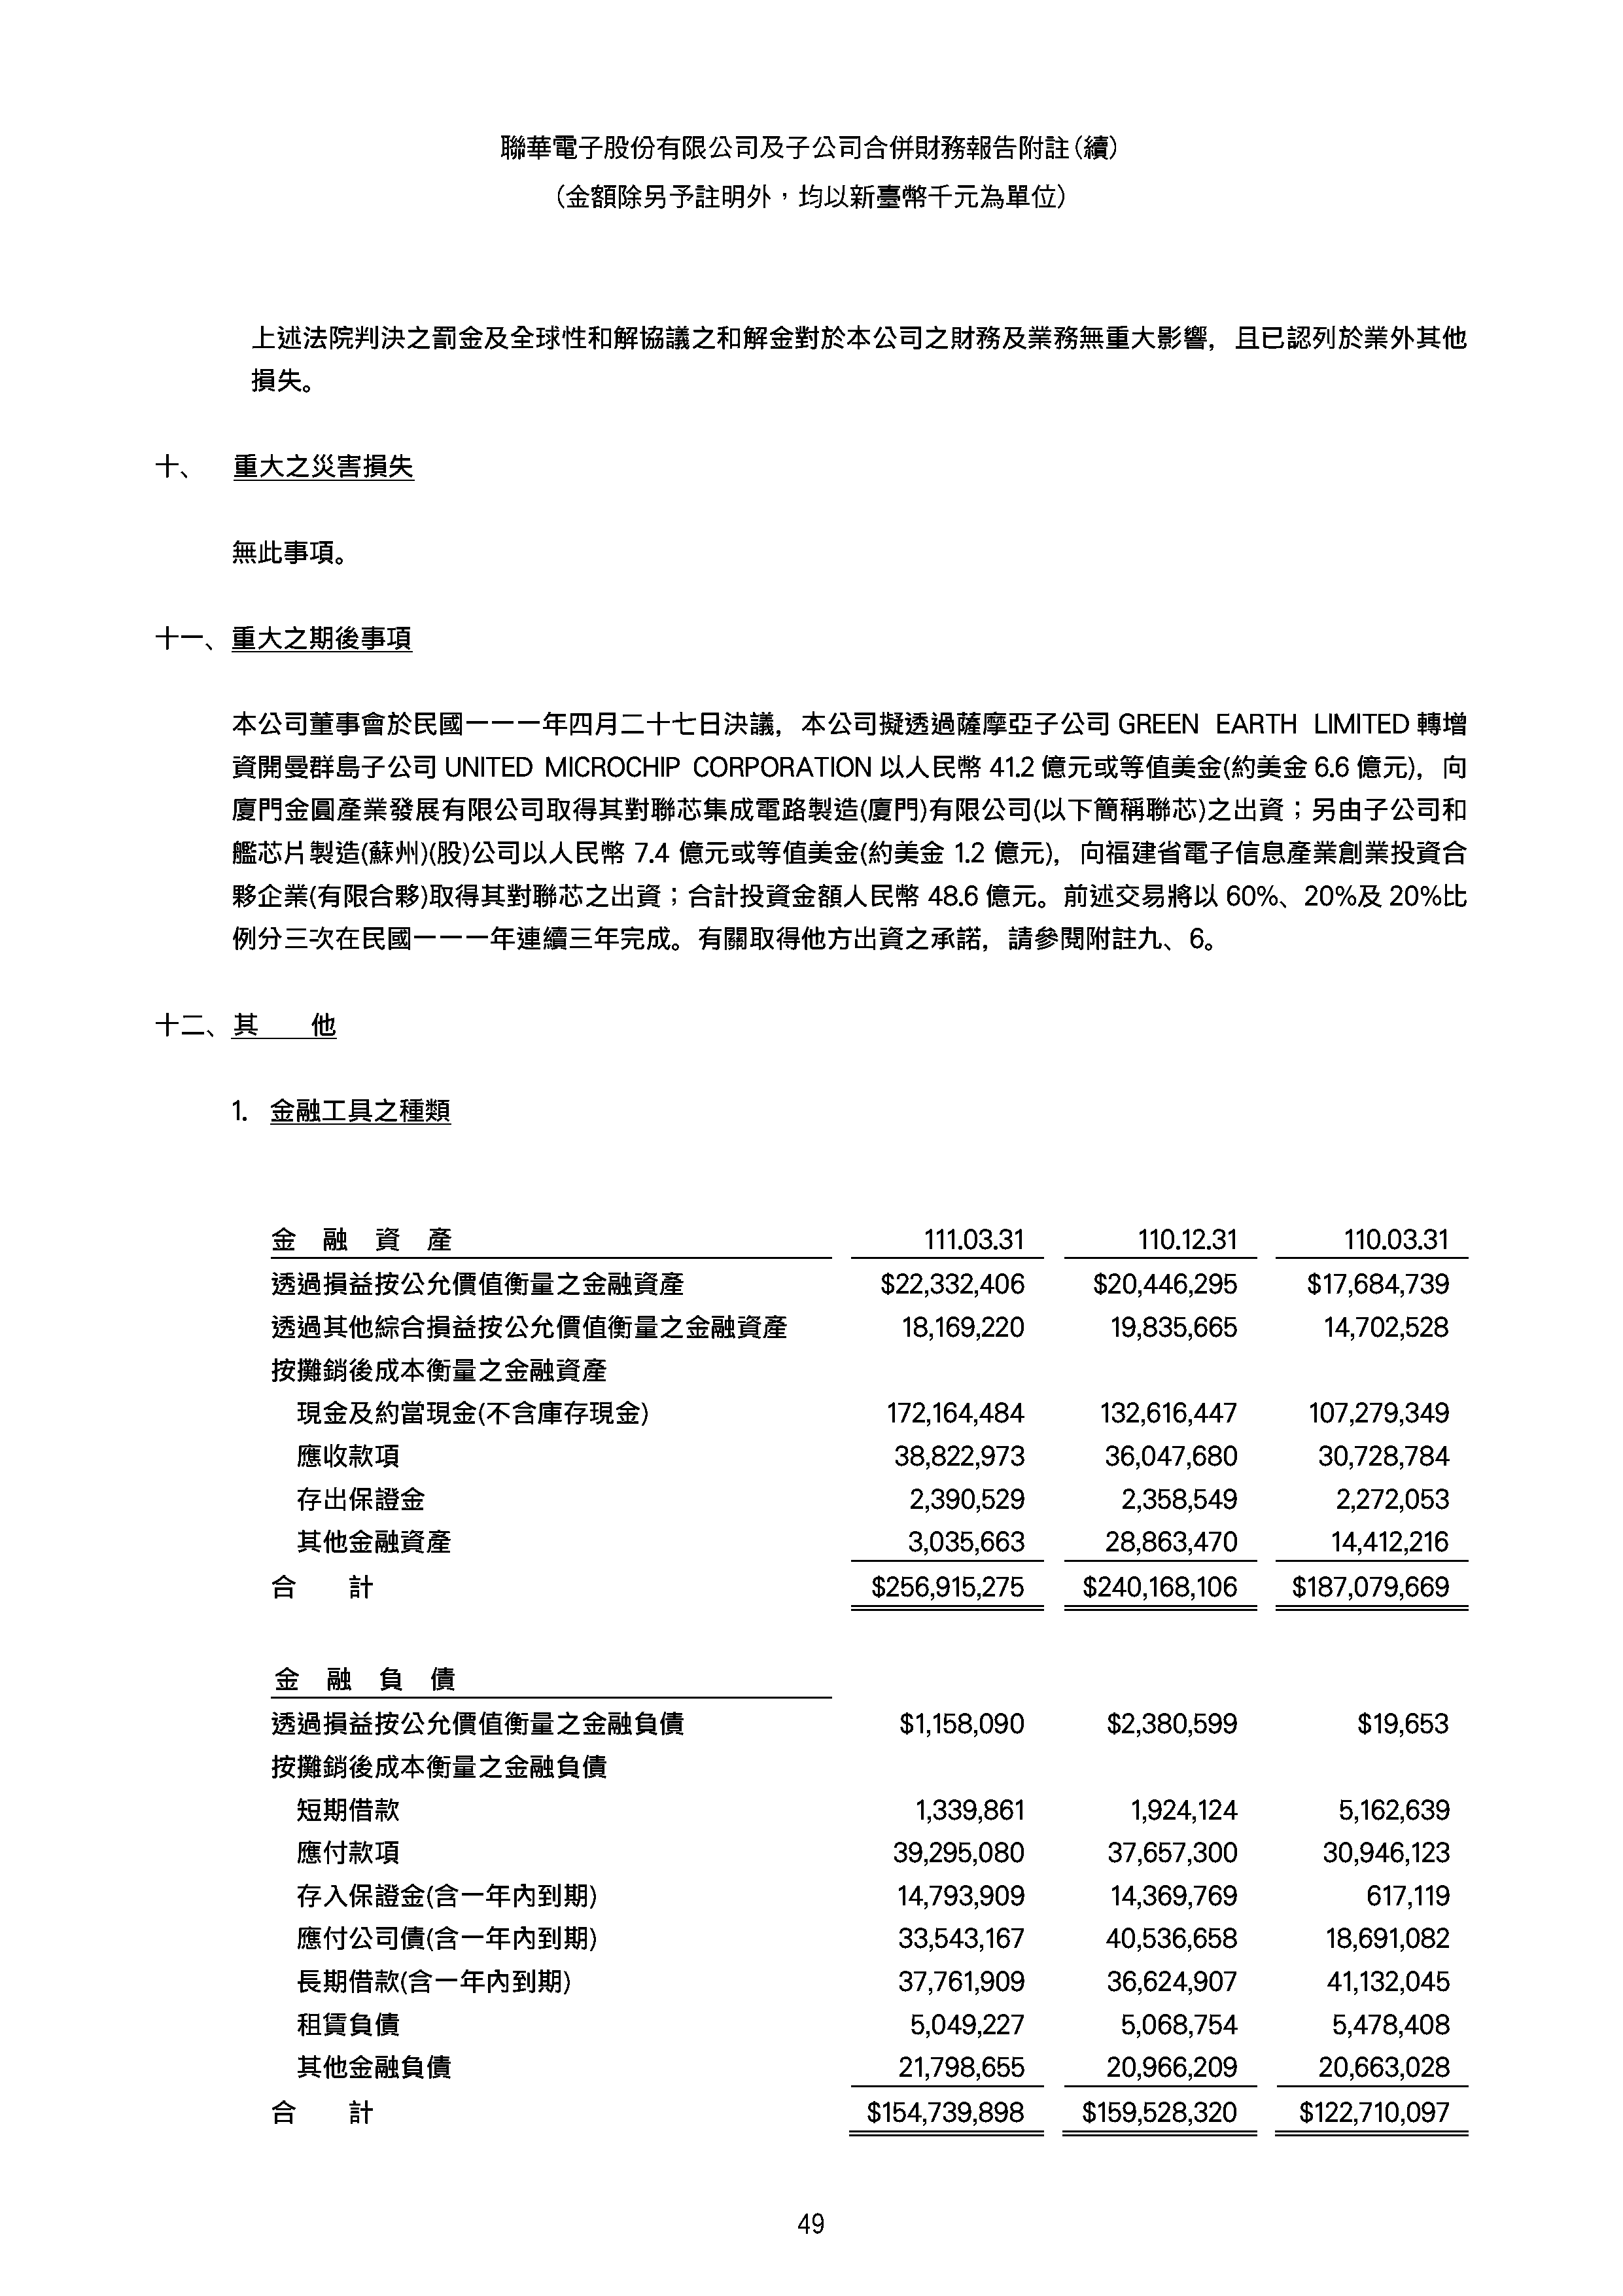 聯華電子股份有限公司及子公司合併財務報告附註(續)
(金額除另予註明外，均以新臺幣千元為單位)
上述法院判決之罰金及全球性和解協議之和解金對於本公司之財務及業務無重大影響，且已認列於業外其他
損失。
十、 重大之災害損失
無此事項。
十一、重大之期後事項
本公司董事會於民國一一一年四月二十七日決議，本公司擬透過薩摩亞子公司 GREEN EARTH LIMITED 轉增
資開曼群島子公司 UNITED MICROCHIP CORPORATION 以人民幣 41.2 億元或等值美金(約美金 6.6 億元)，向
廈門金圓產業發展有限公司取得其對聯芯集成電路製造(廈門)有限公司(以下簡稱聯芯)之出資；另由子公司和
艦芯片製造(蘇州)(股)公司以人民幣 7.4 億元或等值美金(約美金 1.2 億元)，向福建省電子信息產業創業投資合
夥企業(有限合夥)取得其對聯芯之出資；合計投資金額人民幣 48.6 億元。前述交易將以 60%、20%及 20%比
例分三次在民國一一一年連續三年完成。有關取得他方出資之承諾，請參閱附註九、6。
十二、其 他
1. 金融工具之種類
金 融 資 產 111.03.31 110.12.31 110.03.31
透過損益按公允價值衡量之金融資產 $22,332,406 $20,446,295 $17,684,739
透過其他綜合損益按公允價值衡量之金融資產 18,169,220 19,835,665 14,702,528
按攤銷後成本衡量之金融資產
現金及約當現金(不含庫存現金) 172,164,484 132,616,447 107,279,349
應收款項 38,822,973 36,047,680 30,728,784
存出保證金 2,390,529 2,358,549 2,272,053
其他金融資產 3,035,663 28,863,470 14,412,216
合 計 $256,915,275 $240,168,106 $187,079,669
金 融 負 債
透過損益按公允價值衡量之金融負債 $1,158,090 $2,380,599 $19,653
按攤銷後成本衡量之金融負債
短期借款 1,339,861 1,924,124 5,162,639
應付款項 39,295,080 37,657,300 30,946,123
存入保證金(含一年內到期) 14,793,909 14,369,769 617,119
應付公司債(含一年內到期) 33,543,167 40,536,658 18,691,082
長期借款(含一年內到期) 37,761,909 36,624,907 41,132,045
租賃負債 5,049,227 5,068,754 5,478,408
其他金融負債 21,798,655 20,966,209 20,663,028
合 計 $154,739,898 $159,528,320 $122,710,097
49